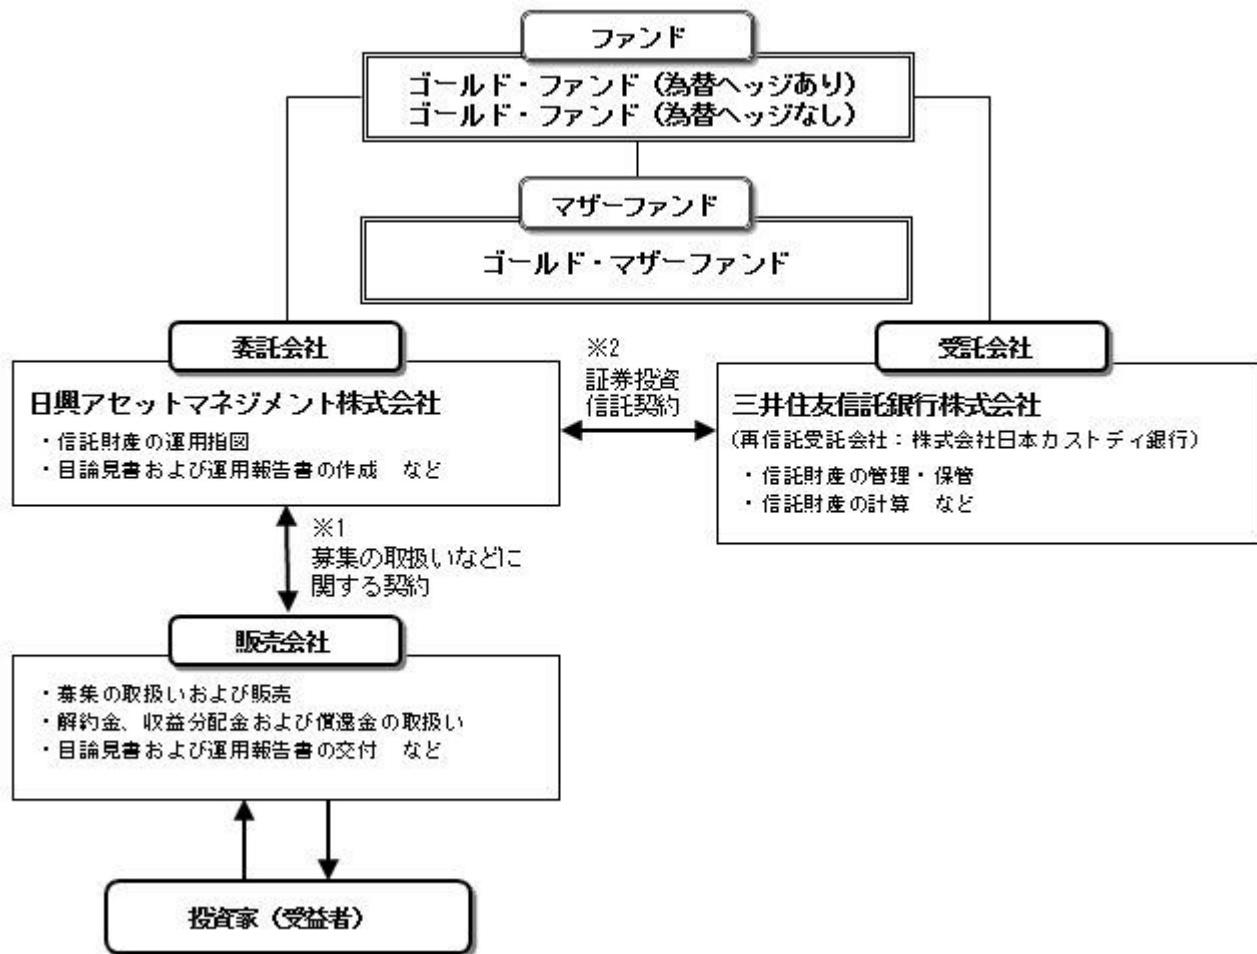 ファンド
ゴールド・ファンド（為替ヘッジあり）
ゴールド・ファンド（為替ヘッジなし）
マザーファンド
ゴールド・マザーファンド
委託会社
日興アセットマネジメント株式会社
・信託財産の運用指図
・目論見書および運用報告書の作成　など
※2
証券投資
信託契約
受託会社
三井住友信託銀行株式会社
（再信託受託会社：株式会社日本カストディ銀行）
・信託財産の管理・保管
・信託財産の計算　など
※1
募集の取扱いなどに
関する契約
販売会社
・募集の取扱いおよび販売
・解約金、収益分配金および償還金の取扱い
・目論見書および運用報告書の交付　など
投資家（受益者）